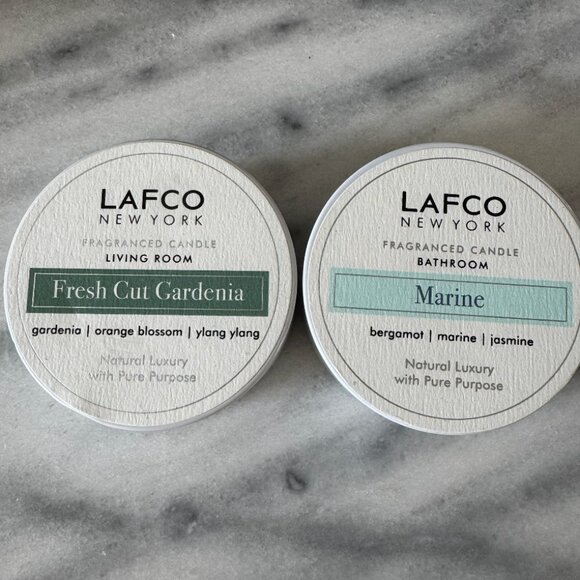 LAFCO
NEW YORK
FRAGRANCED CANDLE
LIVING ROOM
Fresh Cut Gardenia
gardenia | orange blossom | ylang ylang
Natural Luxury
with Pure Purpose
LAFCO
NEW YORK
FRAGRANCED CANDLE
BATHROOM
Marine
bergamot | marine | jasmine
Natural Luxury
with Pure Purpose